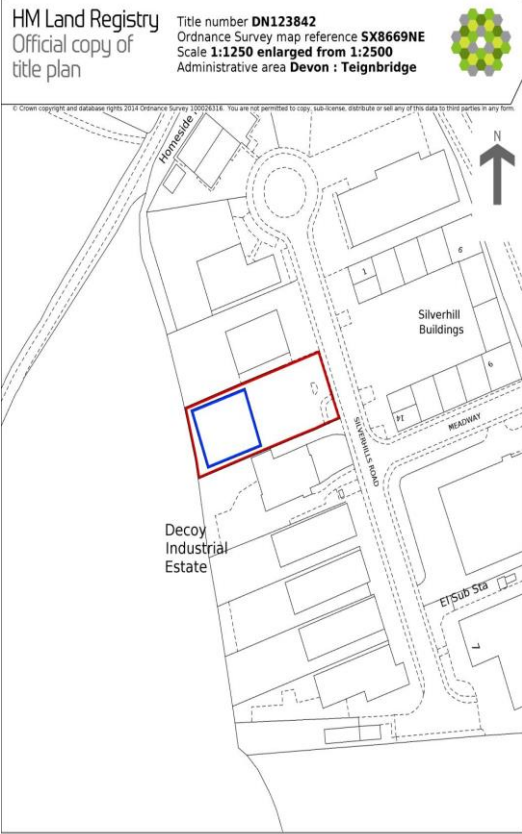 HM Land Registry
Official copy of
title plan
Title number DN123842
Ordnance Survey map reference SX8669NE
Scale 1:1250 enlarged from 1:2500
Administrative area Devon : Teignbridge
© Crown copyright and database rights 2014 Ordnance Survey 100026316. You are not permitted to copy, sub-license, distribute or sell any of this data to third parties in any form.
N
Homeside
1
6
Silverhill
Buildings
9
14
MEADWAY
SILVERHILLS ROAD
Decoy
Industrial
Estate
El Sub Sta
7